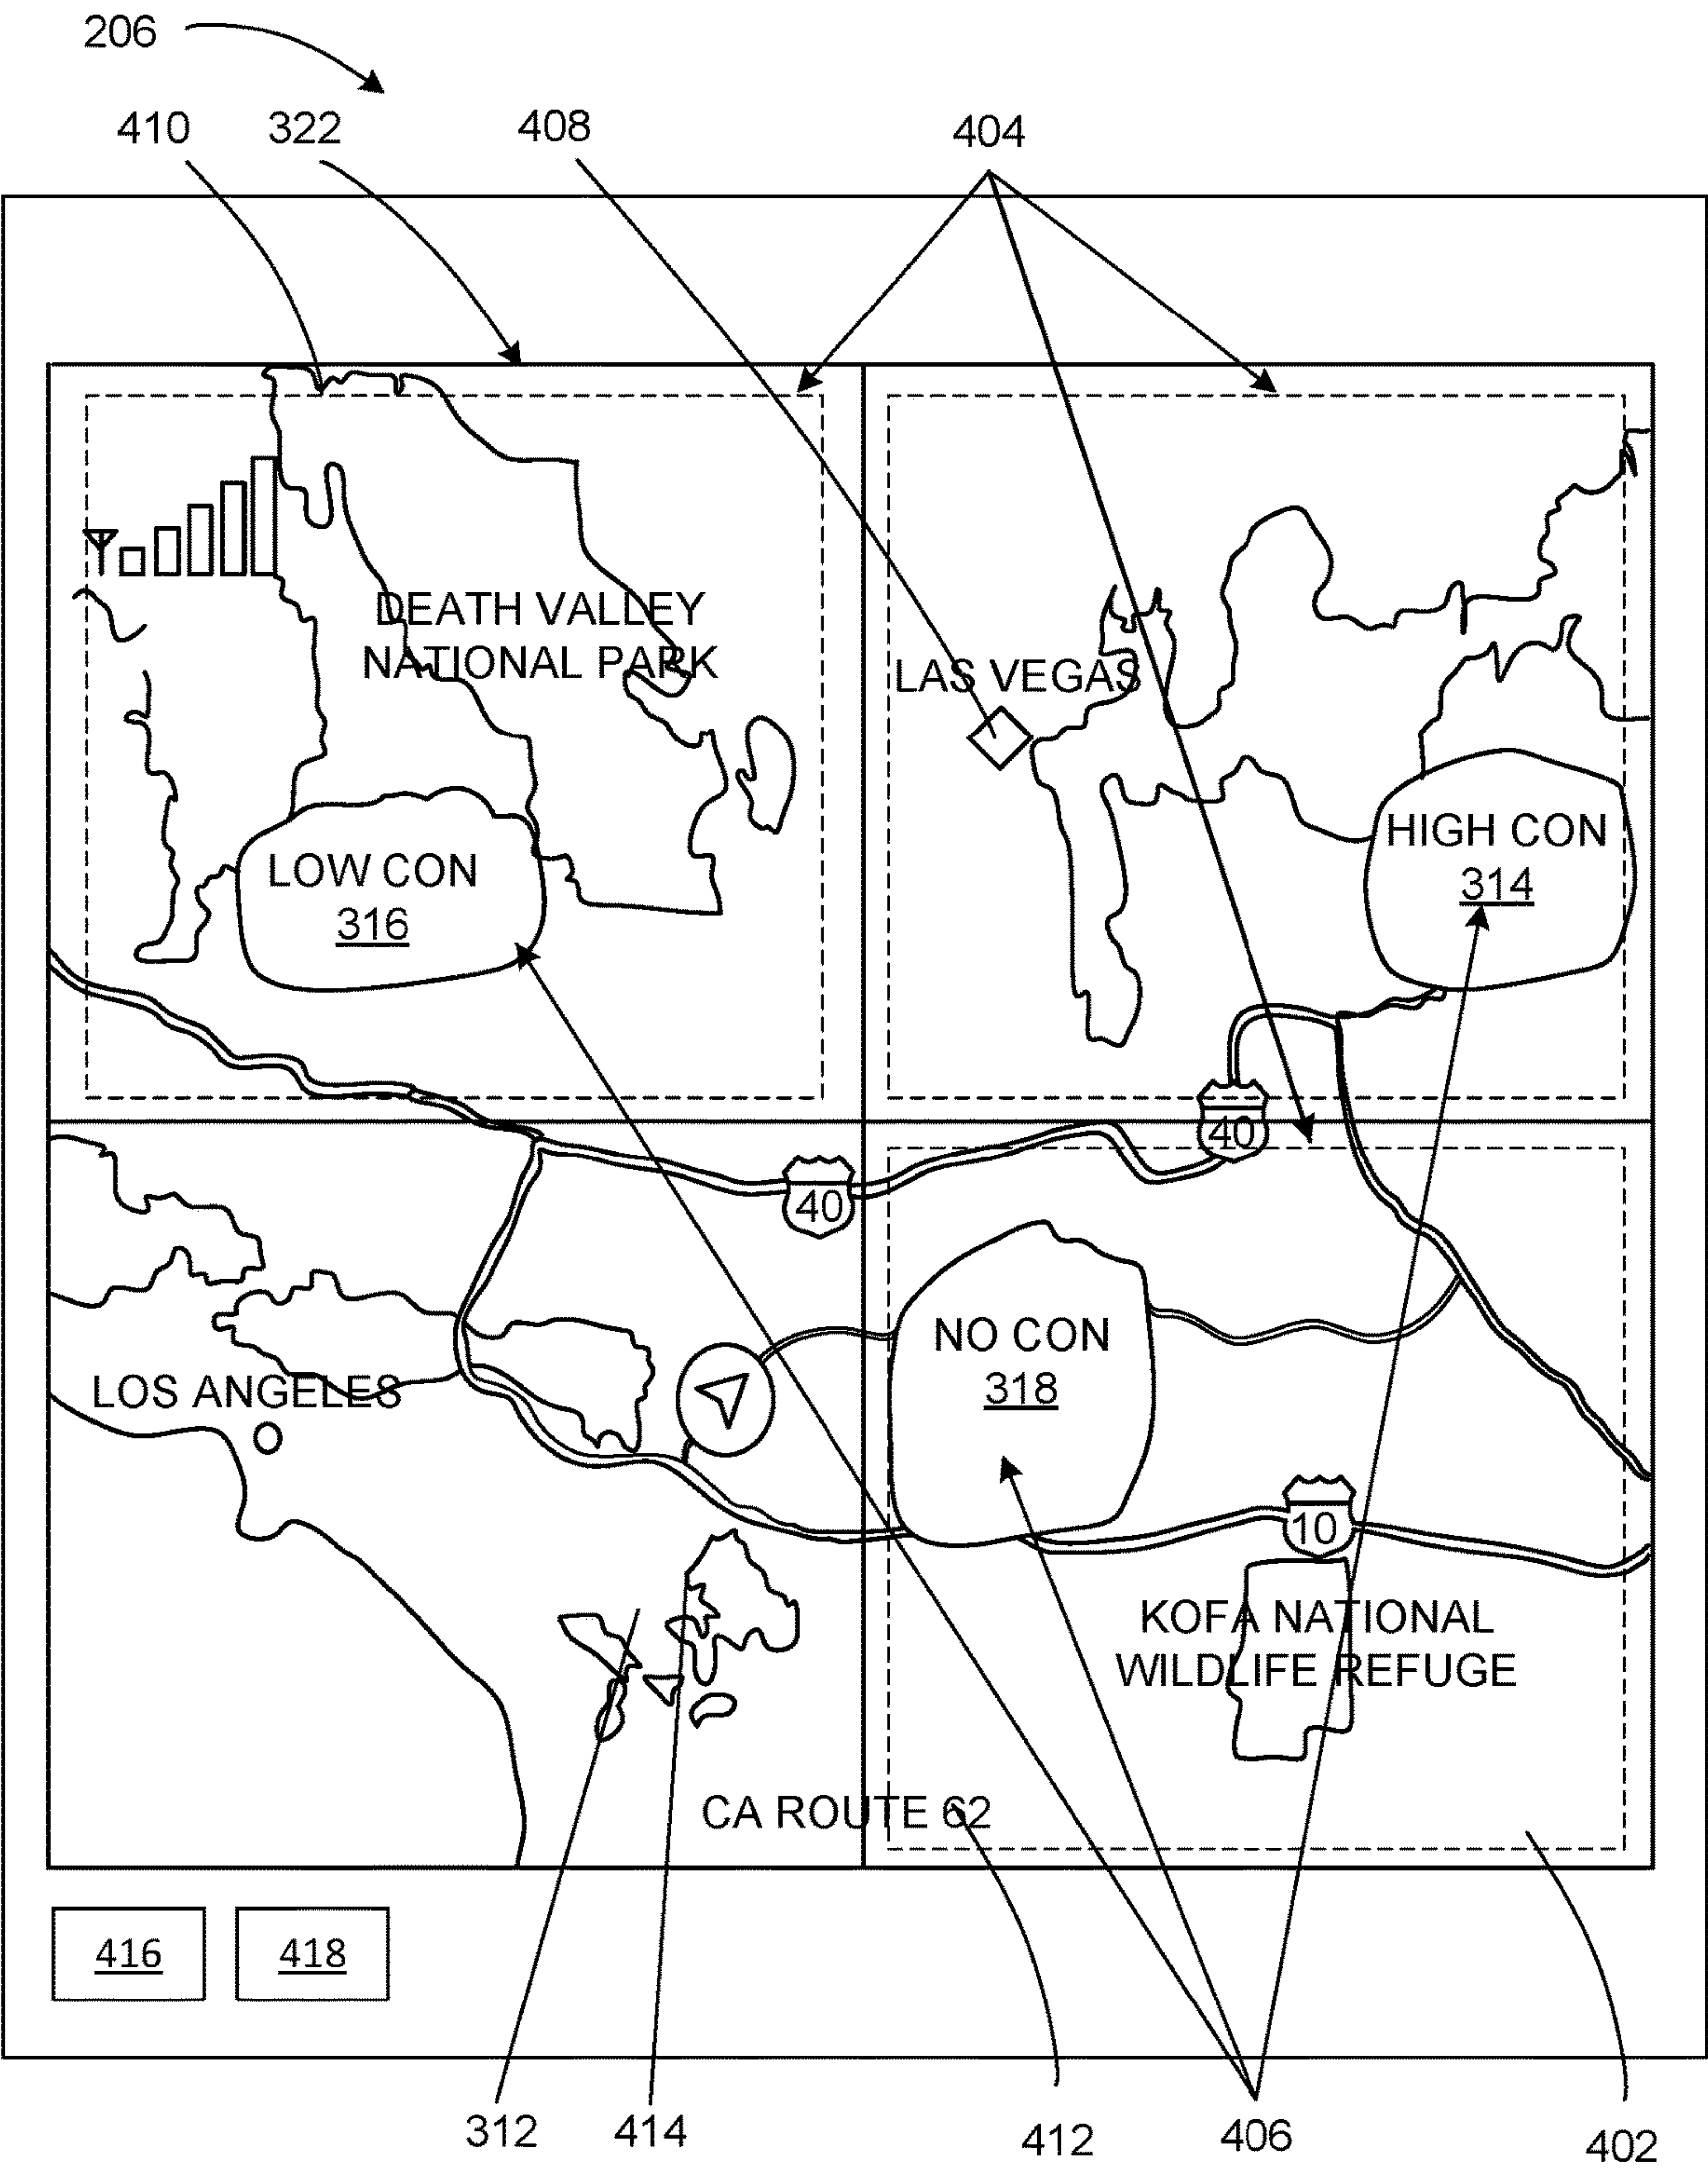 206
410
322
408
404
DEATH VALLEY
NATIONAL PARK
LAS VEGAS
HIGH CON
314
LOW CON
316
40
40
NO CON
318
LOS ANGELES
10
KOFA NATIONAL
WILDLIFE REFUGE
CA ROUTE 62
416
418
312
414
412
406
402